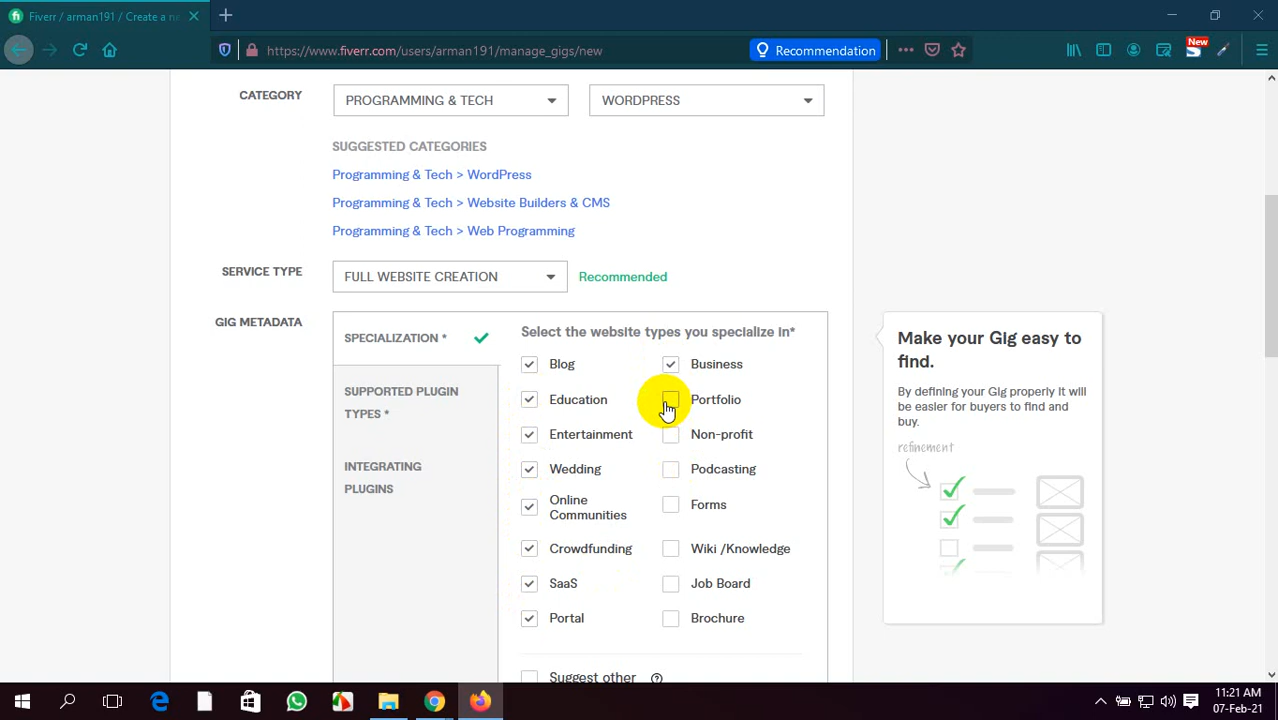 Fiverr / arman191 / Create a n
https://www.fiverr.com/users/arman191/manage_gigs/new
Recommendation
New
CATEGORY
PROGRAMMING & TECH
WORDPRESS
SUGGESTED CATEGORIES
Programming & Tech > WordPress
Programming & Tech > Website Builders & CMS
Programming & Tech > Web Programming
SERVICE TYPE
FULL WEBSITE CREATION
Recommended
GIG METADATA
SPECIALIZATION *
SUPPORTED PLUGIN
TYPES *
INTEGRATING
PLUGINS
Select the website types you specialize in*
Blog
Business
Education
Portfolio
Entertainment
Non-profit
Wedding
Podcasting
Online
Communities
Forms
Crowdfunding
Wiki /Knowledge
SaaS
Job Board
Portal
Brochure
Suggest other
Make your Gig easy to
find.
By defining your Gig properly it will
be easier for buyers to find and
buy.
refinement
11:21 AM
07-Feb-21